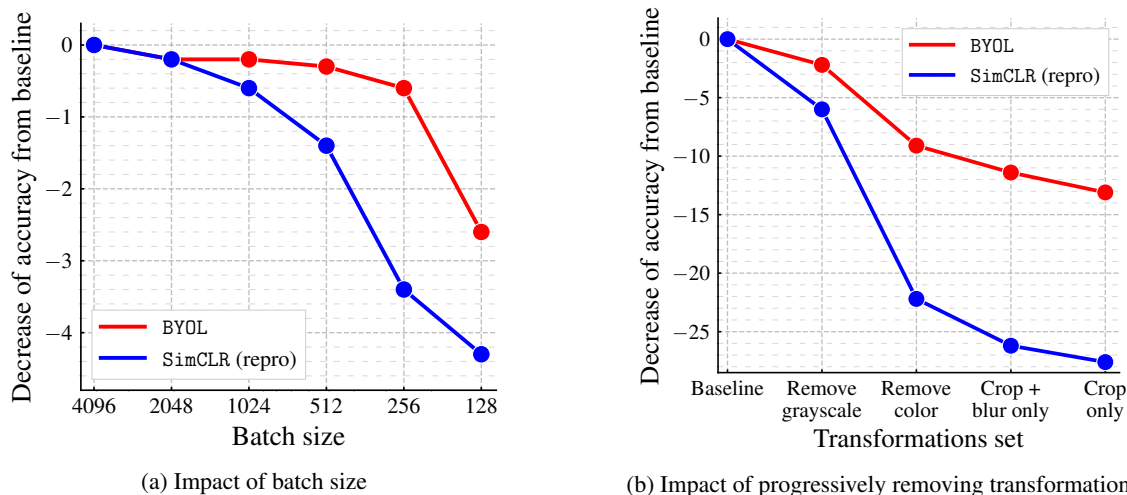 Decrease of accuracy from baseline
0
−1
−2
−3
−4
BYOL
SimCLR (repro)
4096 2048 1024 512 256 128
Batch size
(a) Impact of batch size
Decrease of accuracy from baseline
0
−5
−10
−15
−20
−25
BYOL
SimCLR (repro)
Baseline Remove Remove Crop + Crop
grayscale color blur only only
Transformations set
(b) Impact of progressively removing transformation